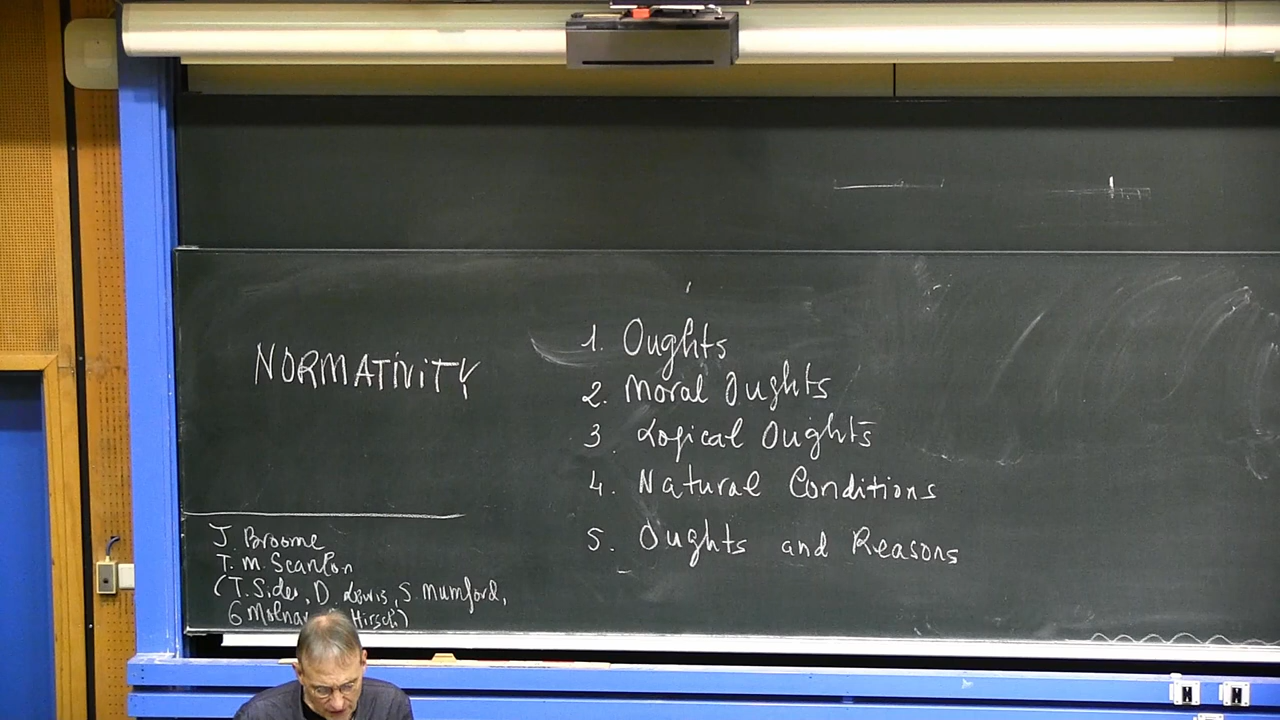 NORMATIVITY
1. Oughts
2. Moral Oughts
3. Logical Oughts
4. Natural Conditions
5. Oughts and Reasons
J. Broome
T. M. Scanlon
(T. Sider, D. Lewis, S. Mumford,
G Molnar Hirsch)
N N